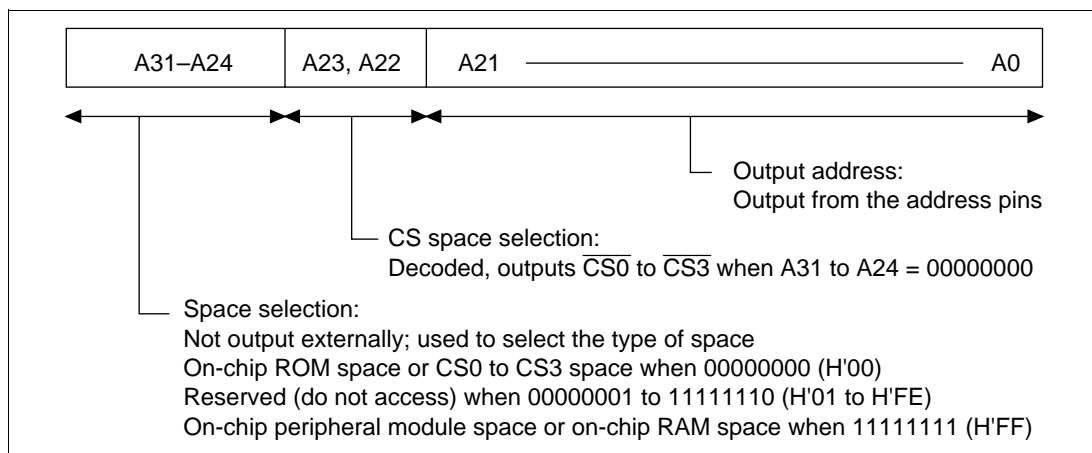 A31–A24 A23, A22 A21 A0
Output address:
Output from the address pins
CS space selection:
Decoded, outputs C̅S̅0̅ to C̅S̅3̅ when A31 to A24 = 00000000
Space selection:
Not output externally; used to select the type of space
On-chip ROM space or CS0 to CS3 space when 00000000 (H'00)
Reserved (do not access) when 00000001 to 11111110 (H'01 to H'FE)
On-chip peripheral module space or on-chip RAM space when 11111111 (H'FF)